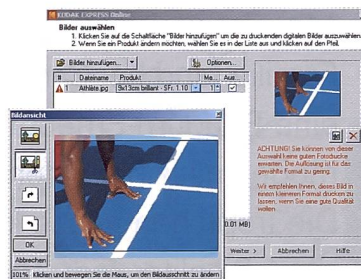 KODAK EXPRESS Online
Bilder auswählen
1. Klicken Sie auf die Schaltfläche "Bilder hinzufügen" um die zu druckenden digitalen Bilder auszuwählen.
2. Wenn Sie ein Produkt ändern möchten, wählen Sie es in der Liste aus und klicken auf den Pfeil.
Bilder hinzufügen...
Optionen...
# Dateiname Produkt Me... Aus...
1 Athlète.jpg 9x13cm brillant - SFr. 1.10 1
Bildansicht
ACHTUNG! Sie können von dieser
Auswahl keine guten Fotodrucke
erwarten. Die Auflösung ist für das
gewählte Format zu gering.
Wir empfehlen Ihnen, dieses Bild in
einem kleineren Format drucken zu
lassen, wenn Sie eine gute Qualität
wollen.
0.01 MB)
OK
Abbrechen
Weiter > Abbrechen Hilfe
101% Klicken und bewegen Sie die Maus, um den Bildausschnitt zu ändern